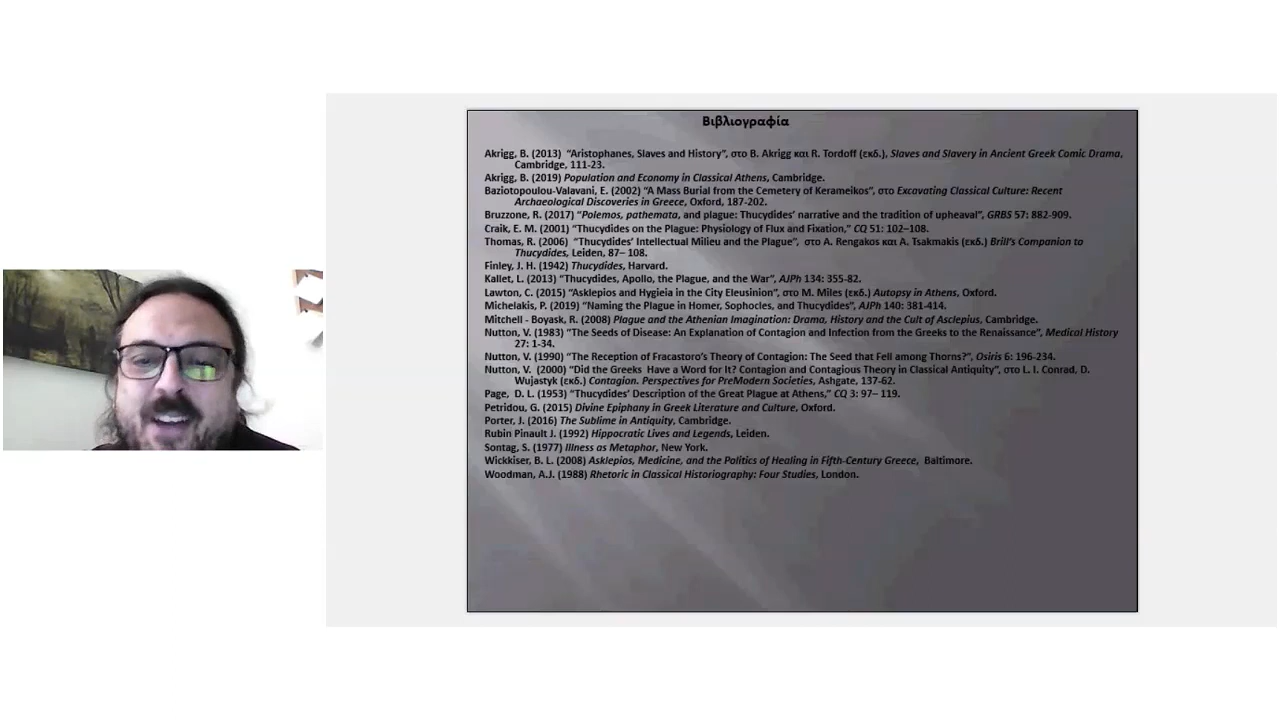 Βιβλιογραφία
Akrigg, B. (2013) “Aristophanes, Slaves and History”, στο B. Akrigg και R. Tordoff (εκδ.), Slaves and Slavery in Ancient Greek Comic Drama,
Cambridge, 111-23.
Akrigg, B. (2019) Population and Economy in Classical Athens, Cambridge.
Baziotopoulou-Valavani, E. (2002) “A Mass Burial from the Cemetery of Kerameikos”, στο Excavating Classical Culture: Recent
Archaeological Discoveries in Greece, Oxford, 187-202.
Bruzzone, R. (2017) “Polemos, pathemata, and plague: Thucydides’ narrative and the tradition of upheaval”, GRBS 57: 882-909.
Craik, E. M. (2001) “Thucydides on the Plague: Physiology of Flux and Fixation,” CQ 51: 102–108.
Thomas, R. (2006) “Thucydides’ Intellectual Milieu and the Plague”, στο A. Rengakos και A. Tsakmakis (εκδ.) Brill’s Companion to
Thucydides, Leiden, 87– 108.
Finley, J. H. (1942) Thucydides, Harvard.
Kallet, L. (2013) “Thucydides, Apollo, the Plague, and the War”, AJPh 134: 355-82.
Lawton, C. (2015) “Asklepios and Hygieia in the City Eleusinion”, στο M. Miles (εκδ.) Autopsy in Athens, Oxford.
Michelakis, P. (2019) “Naming the Plague in Homer, Sophocles, and Thucydides”, AJPh 140: 381-414.
Mitchell - Boyask, R. (2008) Plague and the Athenian Imagination: Drama, History and the Cult of Asclepius, Cambridge.
Nutton, V. (1983) “The Seeds of Disease: An Explanation of Contagion and Infection from the Greeks to the Renaissance”, Medical History
27: 1-34.
Nutton, V. (1990) “The Reception of Fracastoro’s Theory of Contagion: The Seed that Fell among Thorns?”, Osiris 6: 196-234.
Nutton, V. (2000) “Did the Greeks Have a Word for It? Contagion and Contagious Theory in Classical Antiquity”, στο L. I. Conrad, D.
Wujastyk (εκδ.) Contagion. Perspectives for PreModern Societies, Ashgate, 137-62.
Page, D. L. (1953) “Thucydides’ Description of the Great Plague at Athens,” CQ 3: 97– 119.
Petridou, G. (2015) Divine Epiphany in Greek Literature and Culture, Oxford.
Porter, J. (2016) The Sublime in Antiquity, Cambridge.
Rubin Pinault J. (1992) Hippocratic Lives and Legends, Leiden.
Sontag, S. (1977) Illness as Metaphor, New York.
Wickkiser, B. L. (2008) Asklepios, Medicine, and the Politics of Healing in Fifth-Century Greece, Baltimore.
Woodman, A.J. (1988) Rhetoric in Classical Historiography: Four Studies, London.